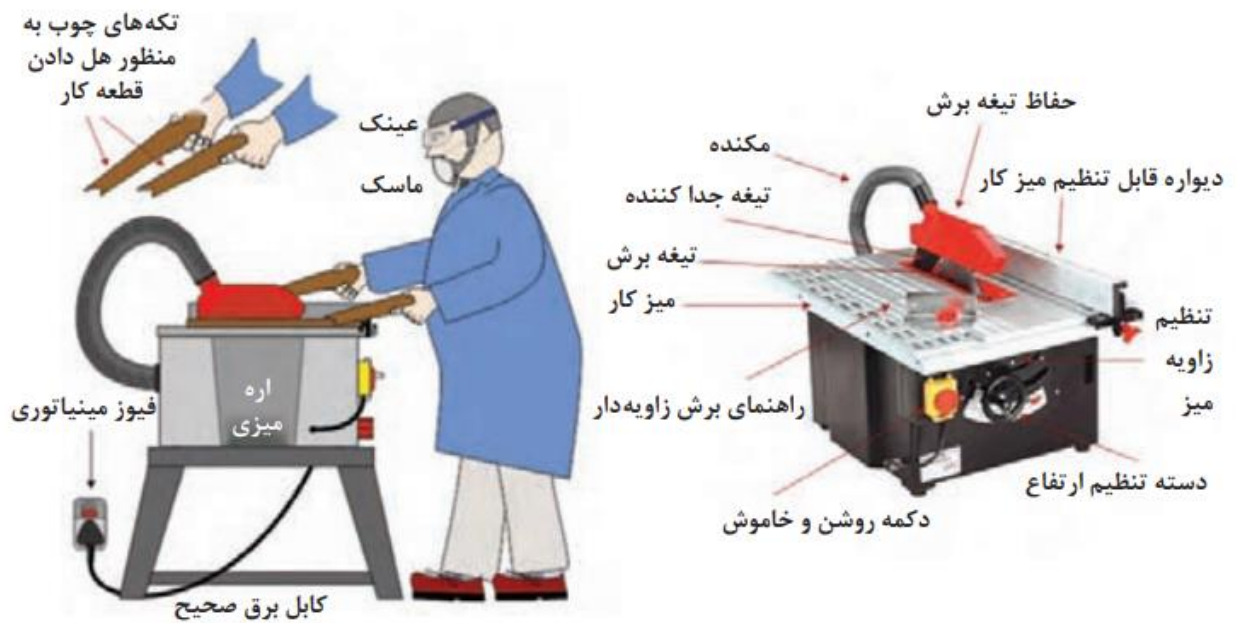 تکه‌های چوب به
منظور هل دادن
قطعه کار
عینک
ماسک
اره
میزی
فیوز مینیاتوری
کابل برق صحیح
حفاظ تیغه برش
مکنده
دیواره قابل تنظیم میز کار
تیغه جدا کننده
تیغه برش
میز کار
تنظیم
زاویه
میز
راهنمای برش زاویه‌دار
دسته تنظیم ارتفاع
دکمه روشن و خاموش